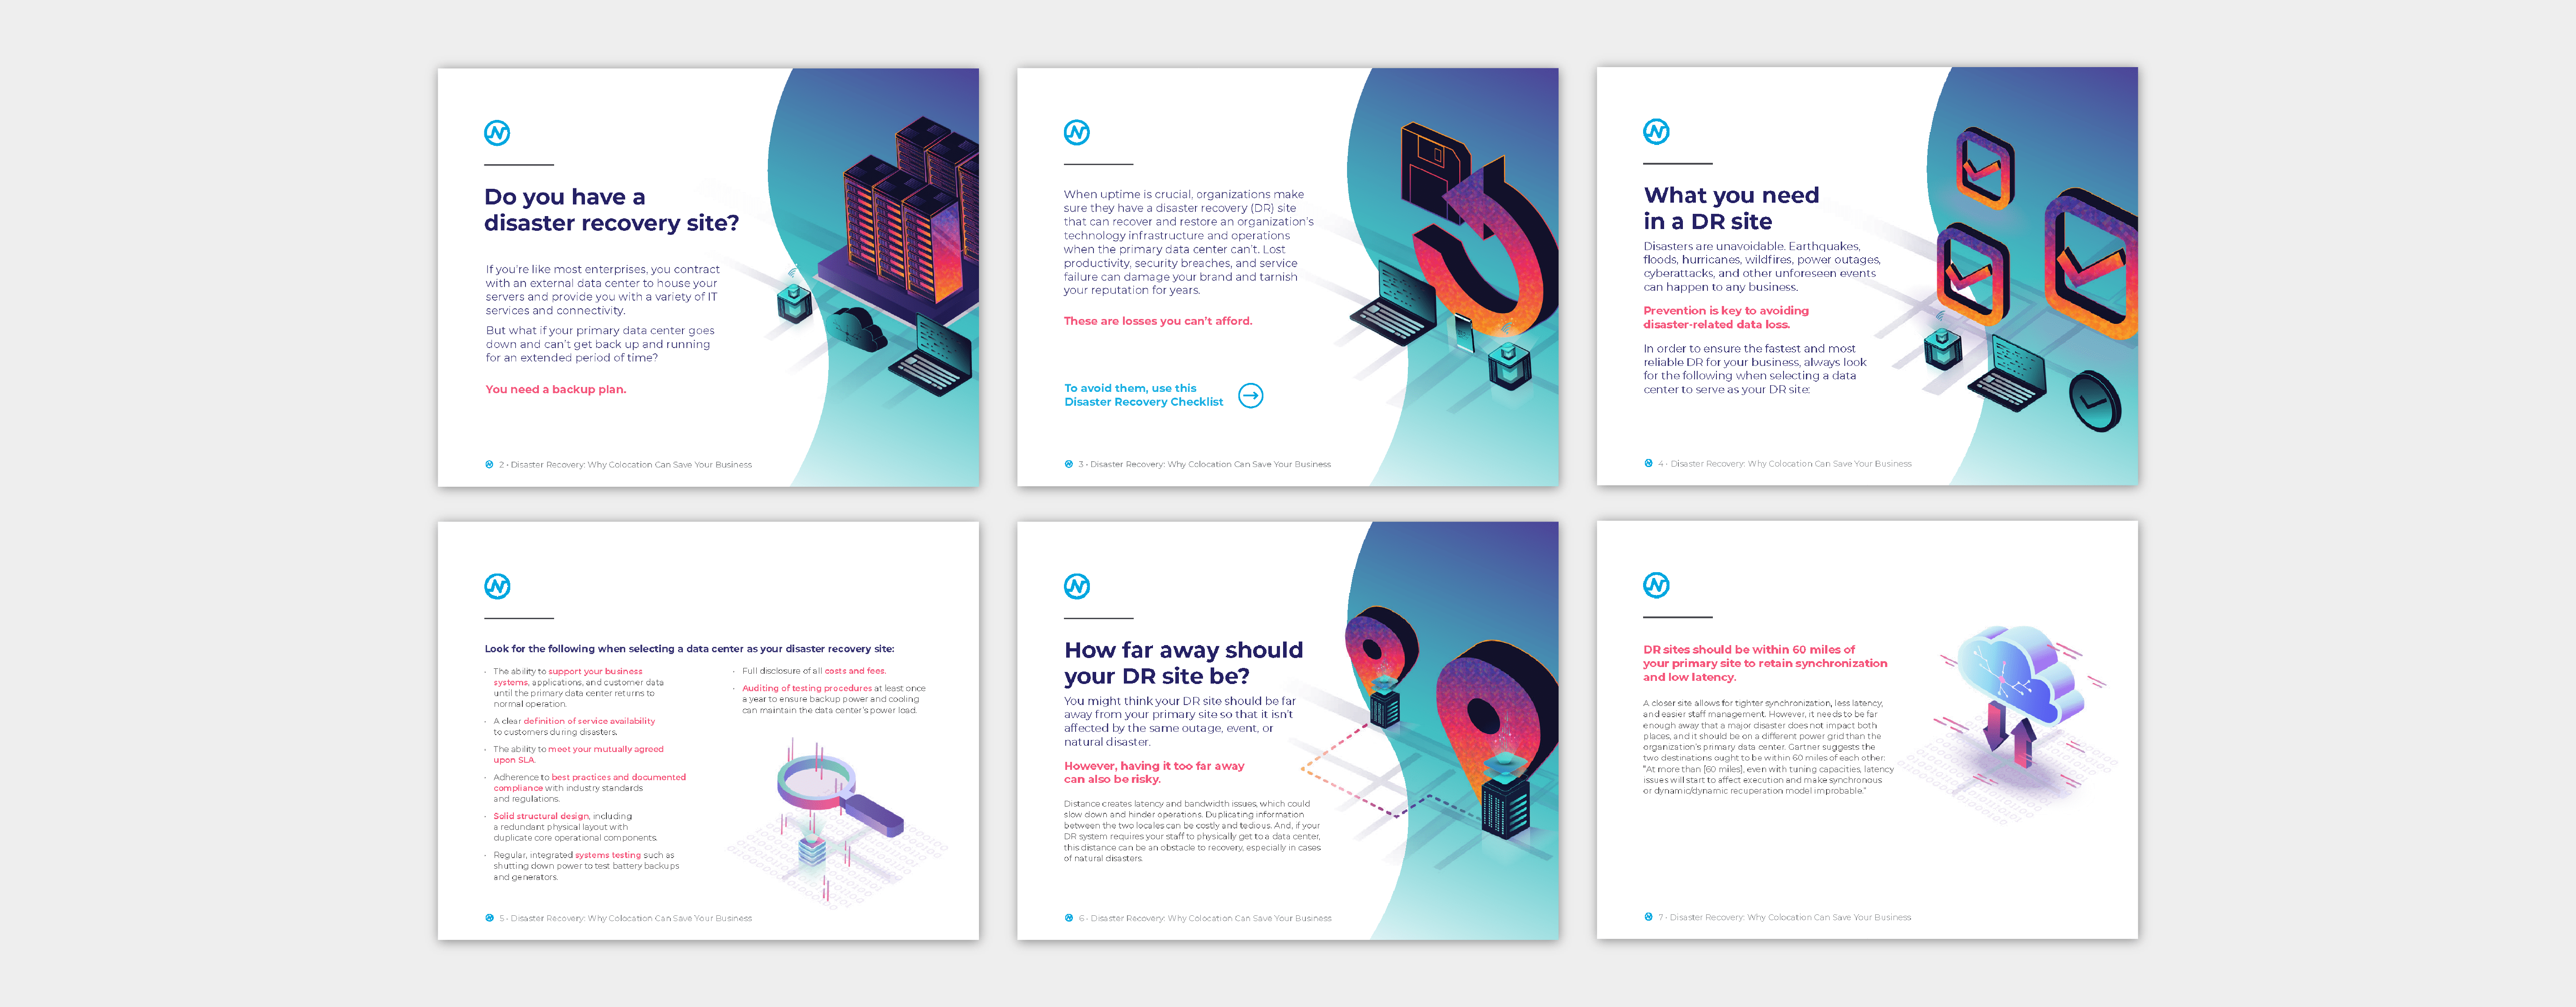 Do you have a
disaster recovery site?
If you're like most enterprises, you contract
with an external data center to house your
servers and provide you with a variety of IT
services and connectivity.
But what if your primary data center goes
down and can't get back up and running
for an extended period of time?
You need a backup plan.
2 • Disaster Recovery: Why Colocation Can Save Your Business
When uptime is crucial, organizations make
sure they have a disaster recovery (DR) site
that can recover and restore an organization's
technology infrastructure and operations
when the primary data center can't. Lost
productivity, security breaches, and service
failure can damage your brand and tarnish
your reputation for years.
These are losses you can't afford.
To avoid them, use this
Disaster Recovery Checklist
3 • Disaster Recovery: Why Colocation Can Save Your Business
What you need
in a DR site
Disasters are unavoidable. Earthquakes,
floods, hurricanes, wildfires, power outages,
cyberattacks, and other unforeseen events
can happen to any business.
Prevention is key to avoiding
disaster-related data loss.
In order to ensure the fastest and most
reliable DR for your business, always look
for the following when selecting a data
center to serve as your DR site:
4 • Disaster Recovery: Why Colocation Can Save Your Business
Look for the following when selecting a data center as your disaster recovery site:
• The ability to support your business
systems, applications, and customer data
until the primary data center returns to
normal operation.
• A clear definition of service availability
to customers during disasters.
• The ability to meet your mutually agreed
upon SLA.
• Adherence to best practices and documented
compliance with industry standards
and regulations.
• Solid structural design, including
a redundant physical layout with
duplicate core operational components.
• Regular, integrated systems testing such as
shutting down power to test battery backups
and generators.
• Full disclosure of all costs and fees.
• Auditing of testing procedures at least once
a year to ensure backup power and cooling
can maintain the data center's power load.
5 • Disaster Recovery: Why Colocation Can Save Your Business
How far away should
your DR site be?
You might think your DR site should be far
away from your primary site so that it isn't
affected by the same outage, event, or
natural disaster.
However, having it too far away
can also be risky.
Distance creates latency and bandwidth issues, which could
slow down and hinder operations. Duplicating information
between the two locales can be costly and tedious. And, if your
DR system requires your staff to physically get to a data center,
this distance can be an obstacle to recovery, especially in cases
of natural disasters.
6 • Disaster Recovery: Why Colocation Can Save Your Business
DR sites should be within 60 miles of
your primary site to retain synchronization
and low latency.
A closer site allows for tighter synchronization, less latency,
and easier staff management. However, it needs to be far
enough away that a major disaster does not impact both
places, and it should be on a different power grid than the
organization's primary data center. Gartner suggests the
two destinations ought to be within 60 miles of each other:
"At more than [60 miles], even with tuning capacities, latency
issues will start to affect execution and make synchronous
or dynamic/dynamic recuperation model improbable."
7 • Disaster Recovery: Why Colocation Can Save Your Business